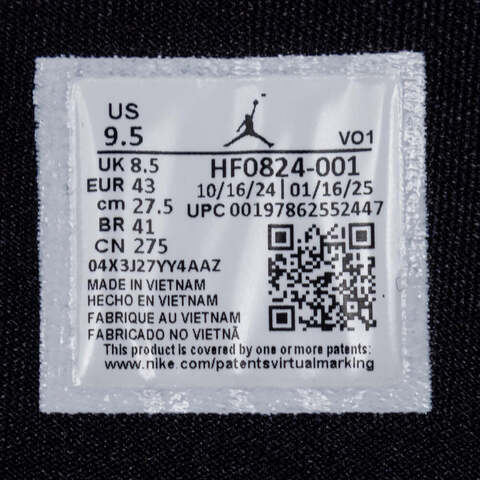 US
9.5
VO1
UK 8.5
HF0824-001
EUR 43
10/16/24 | 01/16/25
cm 27.5
UPC 00197862552447
BR 41
CN 275
04X3J27YY4AAZ
MADE IN VIETNAM
HECHO EN VIETNAM
FABRIQUE AU VIETNAM
FABRICADO NO VIETNÃ
This product is covered by one or more patents:
www.nike.com/patentsvirtualmarking